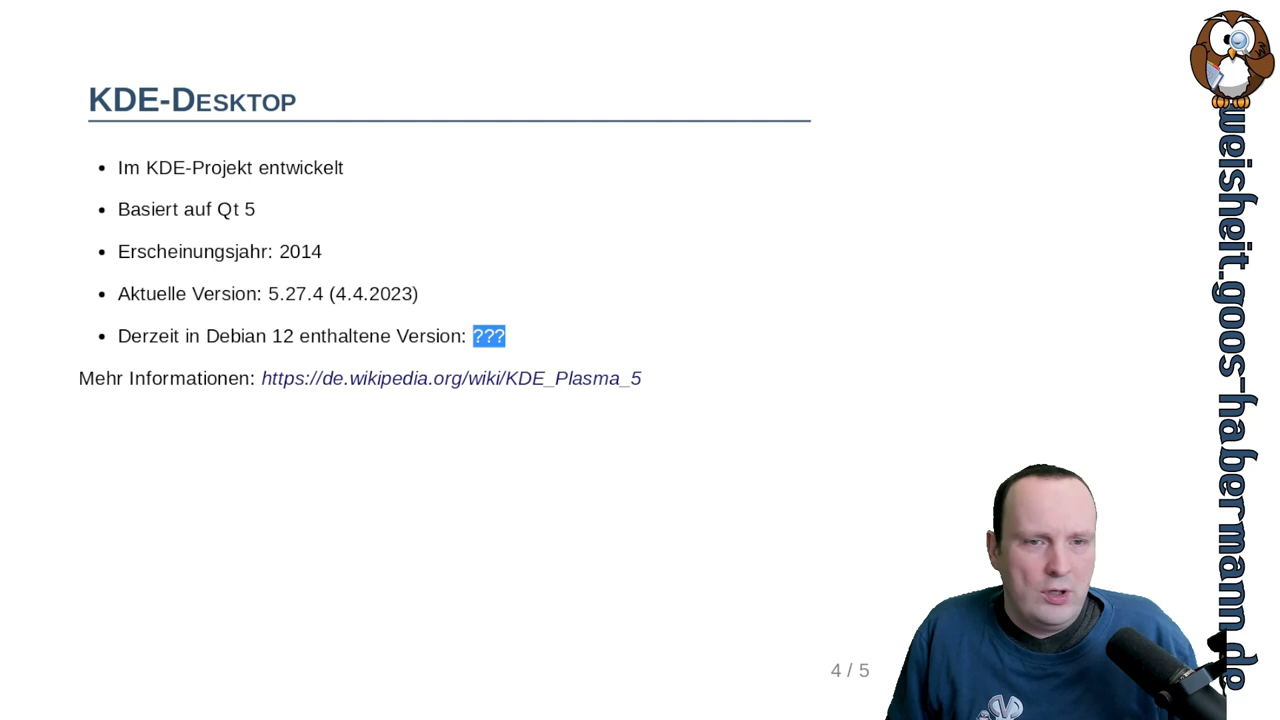 KDE-Desktop
Im KDE-Projekt entwickelt
Basiert auf Qt 5
Erscheinungsjahr: 2014
Aktuelle Version: 5.27.4 (4.4.2023)
Derzeit in Debian 12 enthaltene Version: ???
Mehr Informationen: https://de.wikipedia.org/wiki/KDE_Plasma_5
4 / 5
weisheit.goos-habermann.de